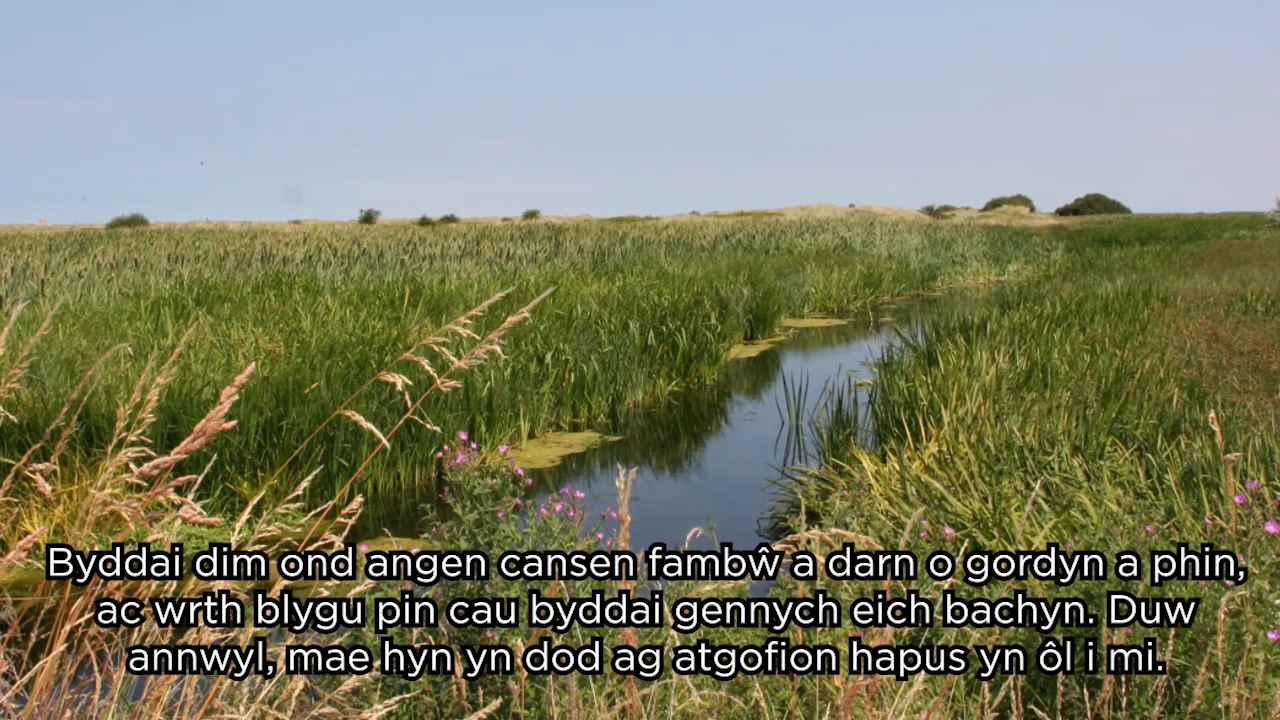 Byddai dim ond angen cansen fambŵ a darn o gordyn a phin,
ac wrth blygu pin cau byddai gennych eich bachyn. Duw
annwyl, mae hyn yn dod ag atgofion hapus yn ôl i mi.